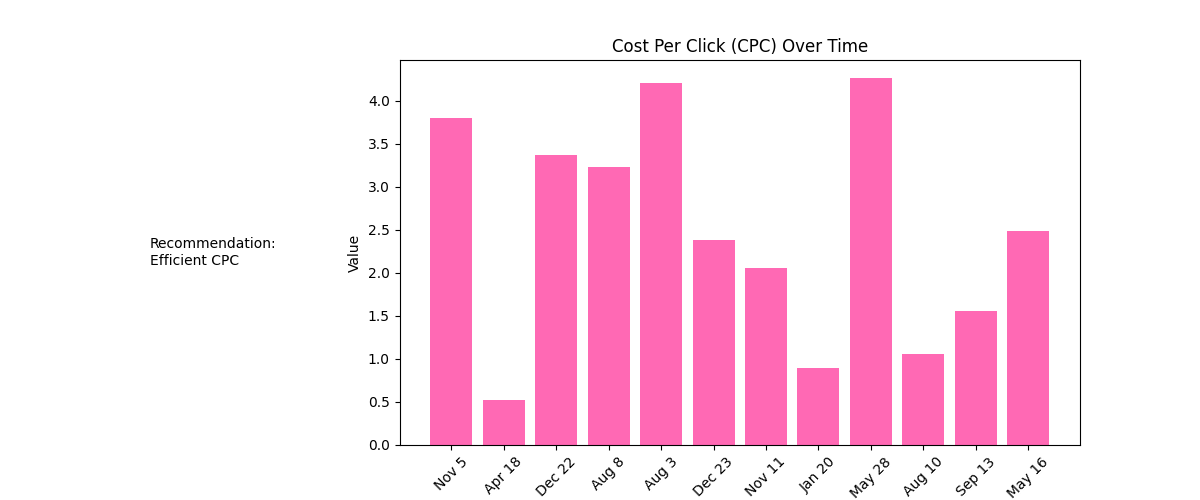 Cost Per Click (CPC) Over Time
Recommendation:
Efficient CPC
Value
4.0
3.5
3.0
2.5
2.0
1.5
1.0
0.5
0.0
Nov 5
Apr 18
Dec 22
Aug 8
Aug 3
Dec 23
Nov 11
Jan 20
May 28
Aug 10
Sep 13
May 16